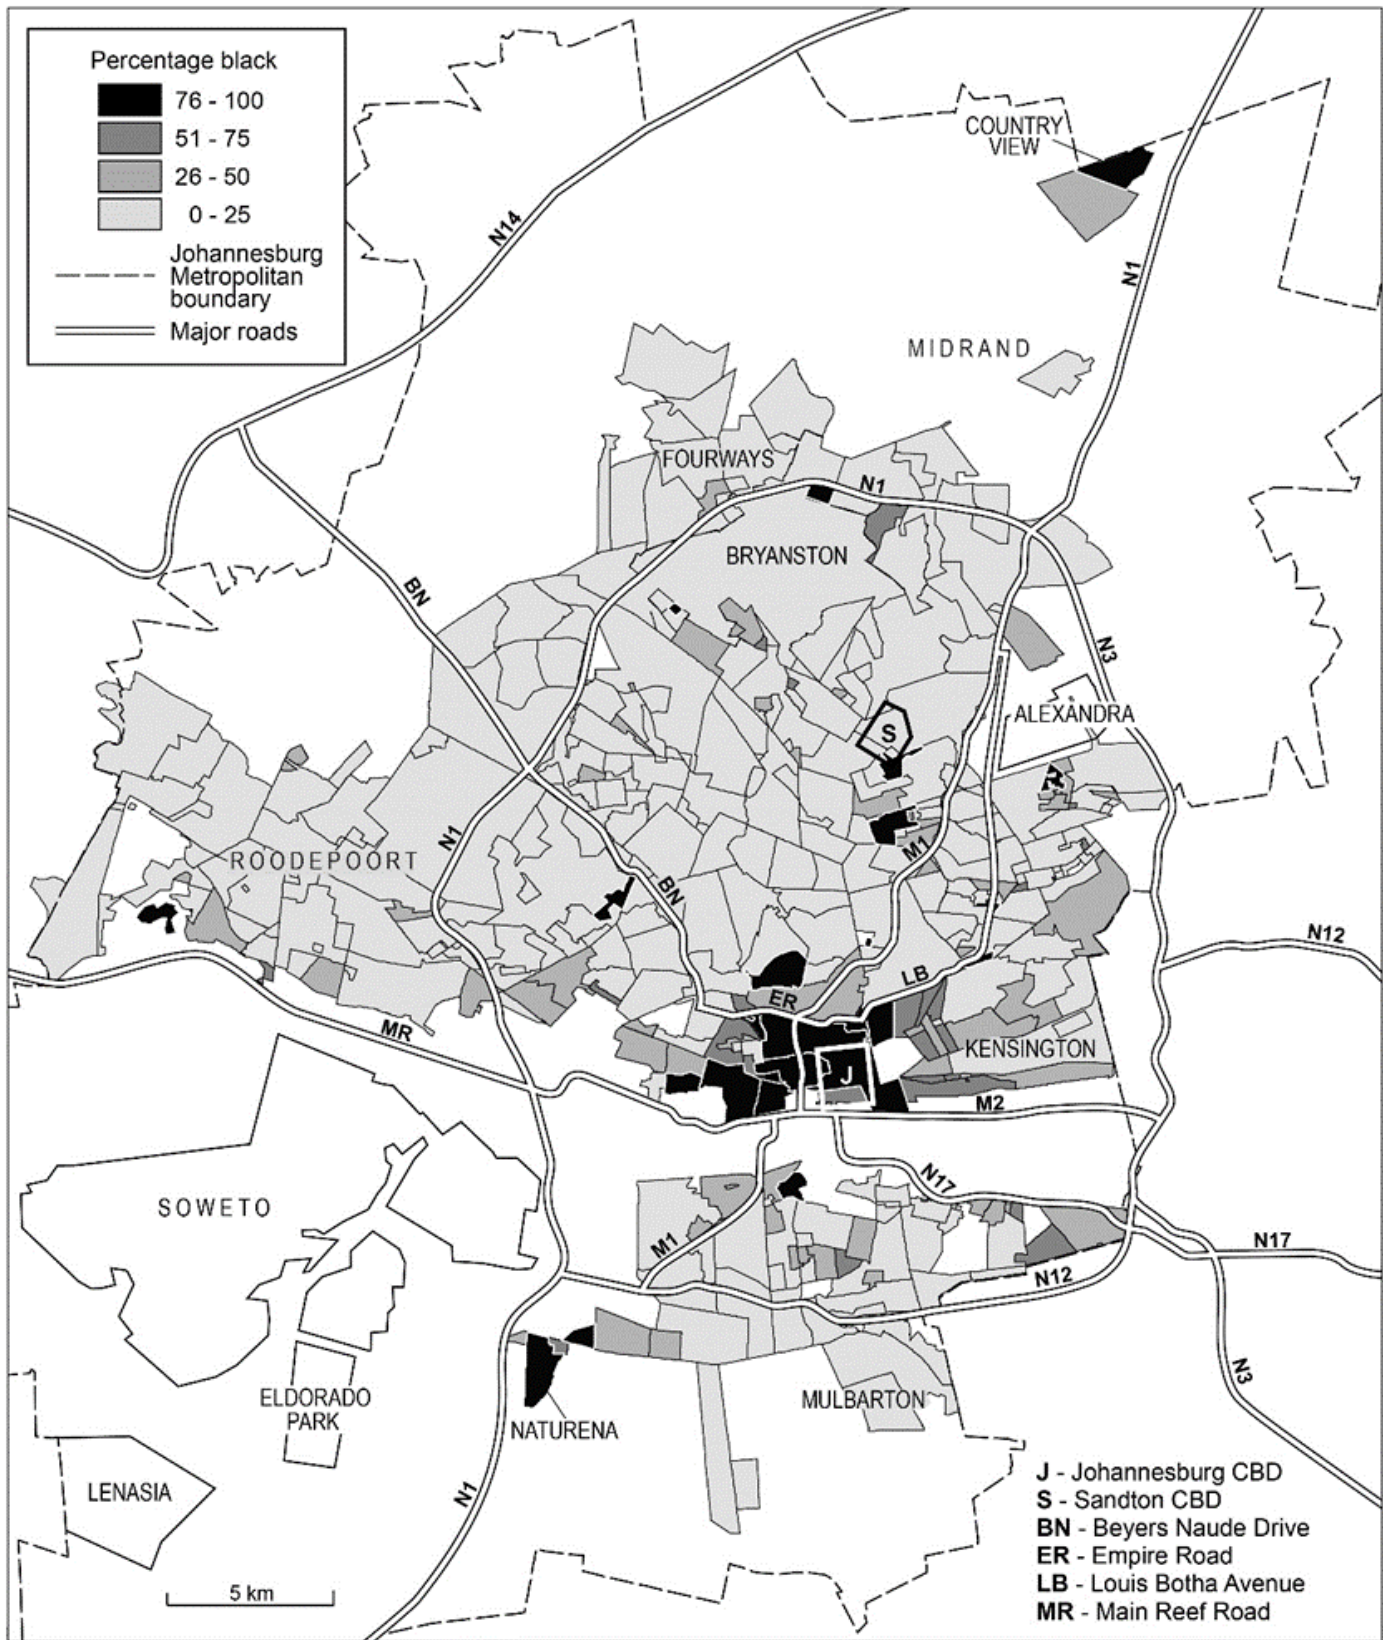 Percentage black
76 - 100
51 - 75
26 - 50
0 - 25
Johannesburg
Metropolitan
boundary
Major roads
COUNTRY
VIEW
N14
N1
MIDRAND
FOURWAYS
N1
BRYANSTON
BN
N3
ALEXANDRA
S
N1
M1
ROODEPOORT
BN
N12
LB
ER
MR
KENSINGTON
J
M2
N17
SOWETO
M1
N17
N12
N3
ELDORADO
PARK
MULBARTON
NATURENA
LENASIA
N1
5 km
J - Johannesburg CBD
S - Sandton CBD
BN - Beyers Naude Drive
ER - Empire Road
LB - Louis Botha Avenue
MR - Main Reef Road